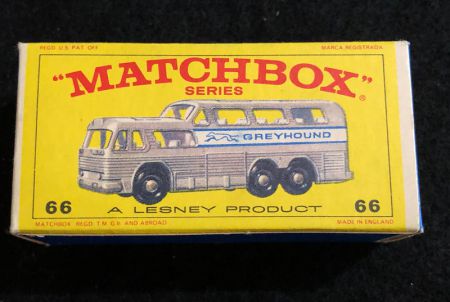 REGD U.S PAT OFF MARCA REGISTRADA
"MATCHBOX"®
SERIES
GREYHOUND
66 A LESNEY PRODUCT 66
MATCHBOX REGD T.M. G.B. AND ABROAD MADE IN ENGLAND